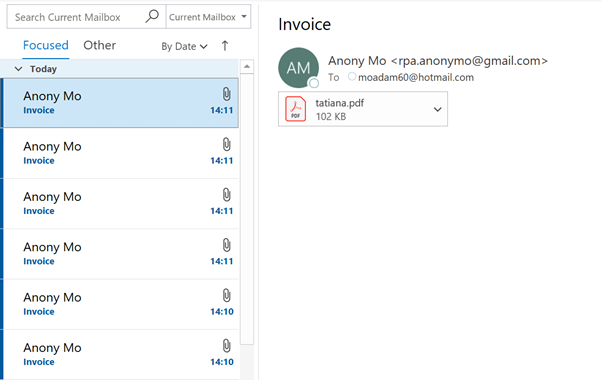 Search Current Mailbox Current Mailbox
Focused Other By Date
Today
Anony Mo
Invoice 14:11
Anony Mo
Invoice 14:11
Anony Mo
Invoice 14:11
Anony Mo
Invoice 14:11
Anony Mo
Invoice 14:10
Anony Mo
Invoice 14:10
Invoice
AM
Anony Mo <rpa.anonymo@gmail.com>
To moadam60@hotmail.com
PDF
tatiana.pdf
102 KB